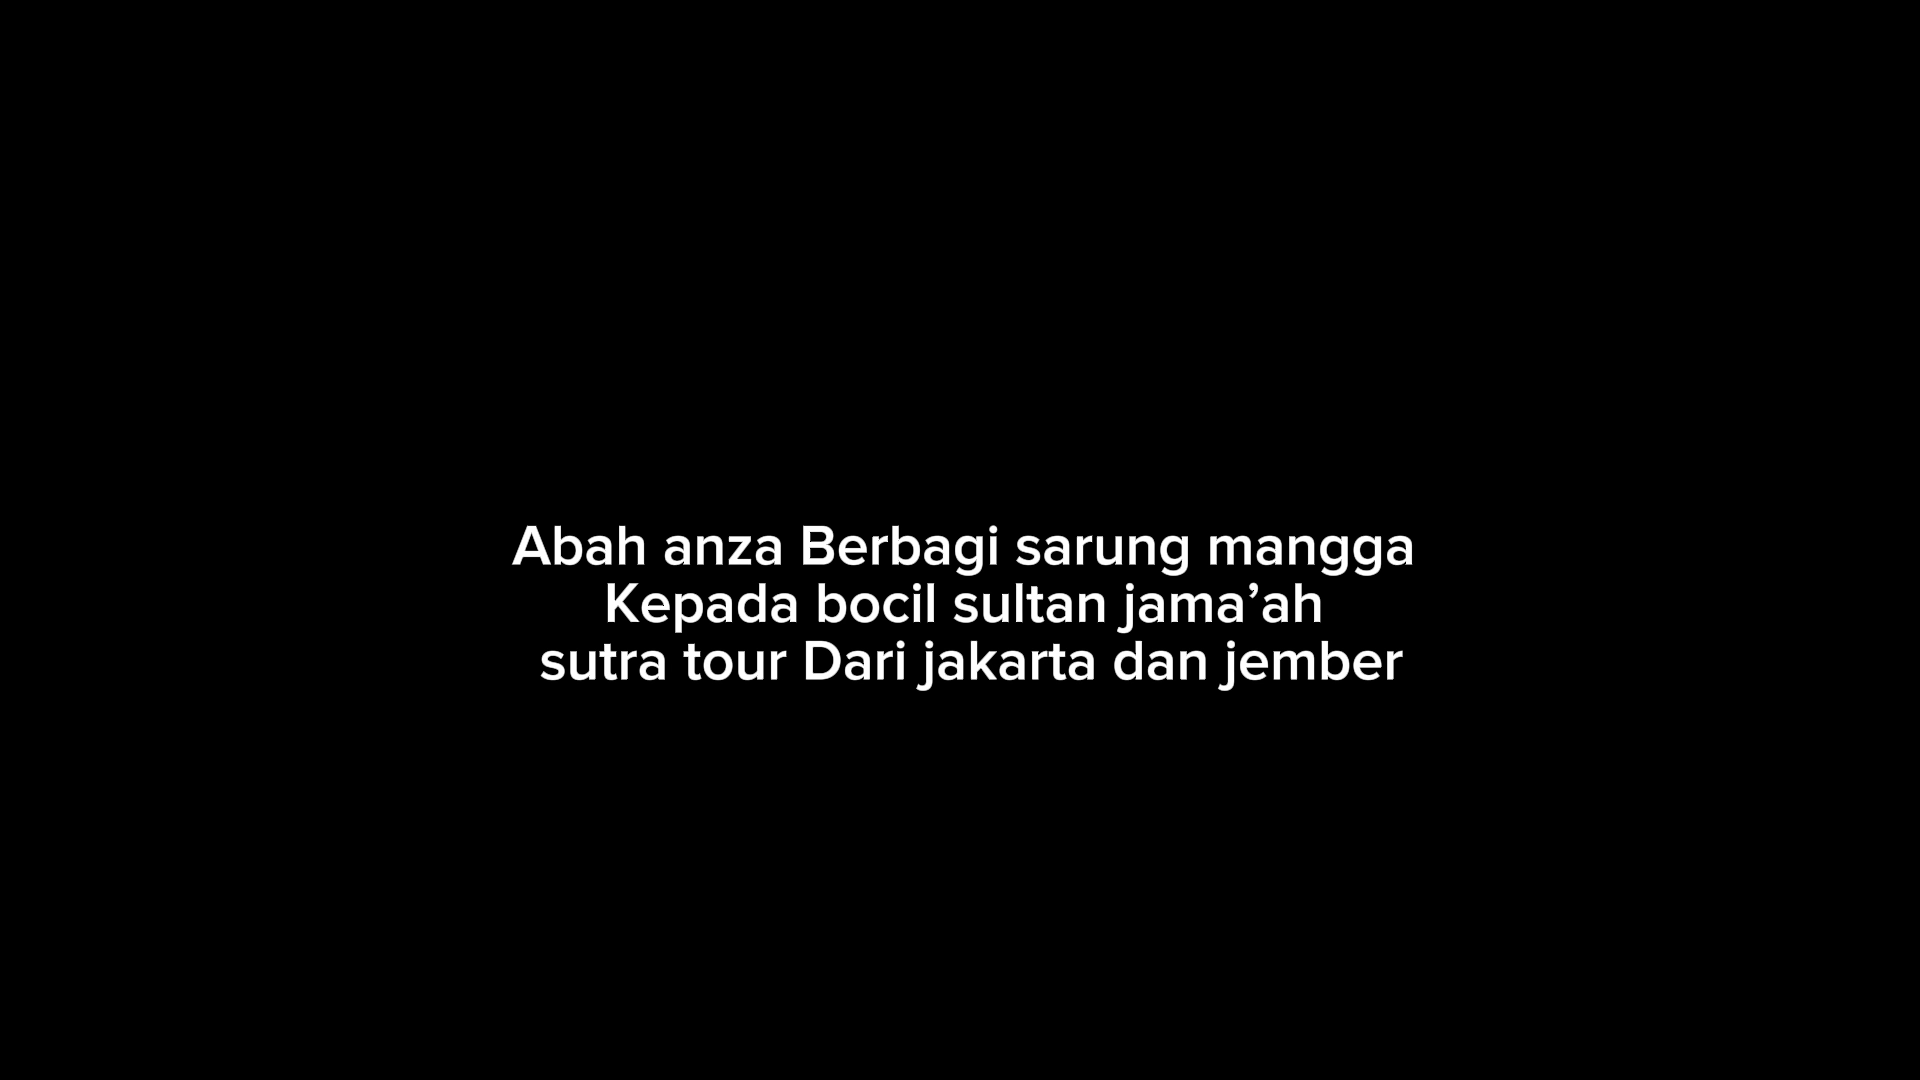 Abah anza Berbagi sarung mangga
Kepada bocil sultan jama’ah
sutra tour Dari jakarta dan jember